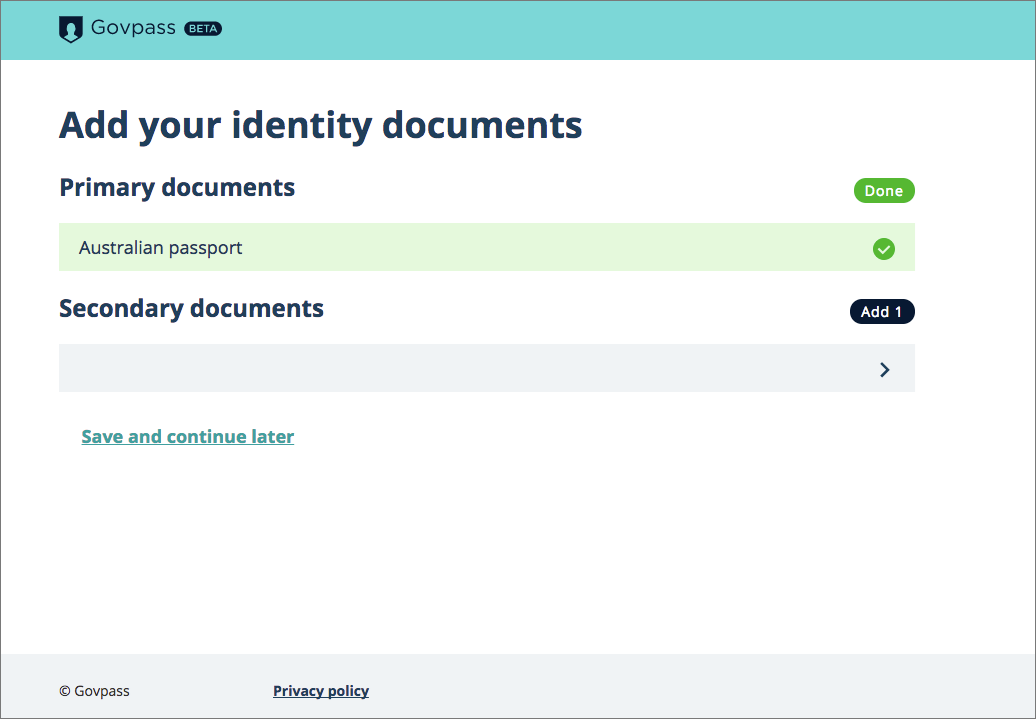 Govpass BETA
Add your identity documents
Primary documents Done
Australian passport
Secondary documents Add 1
Save and continue later
© Govpass Privacy policy